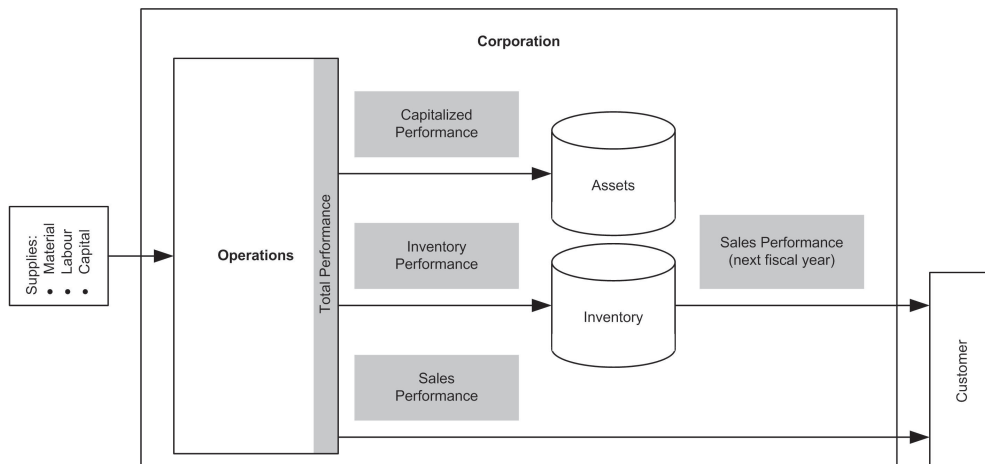 Corporation
Supplies:
• Material
• Labour
• Capital
Operations
Total Performance
Capitalized
Performance
Assets
Inventory
Performance
Inventory
Sales Performance
(next fiscal year)
Sales
Performance
Customer